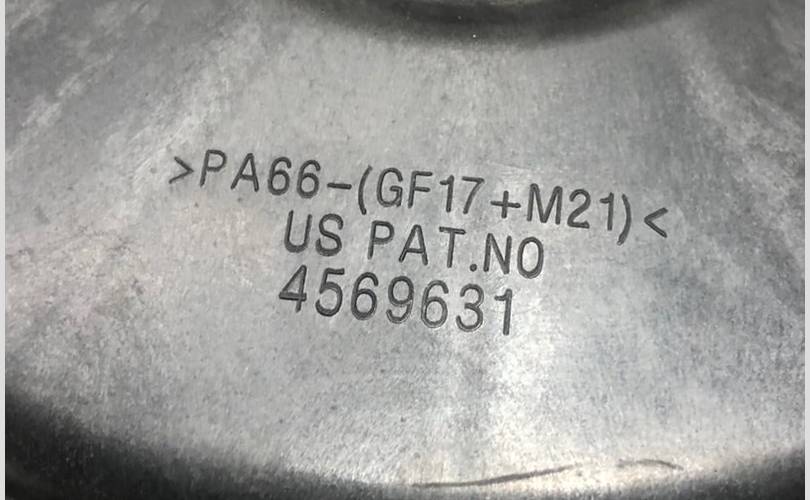 >PA66-(GF17+M21)<
US PAT.NO
4569631